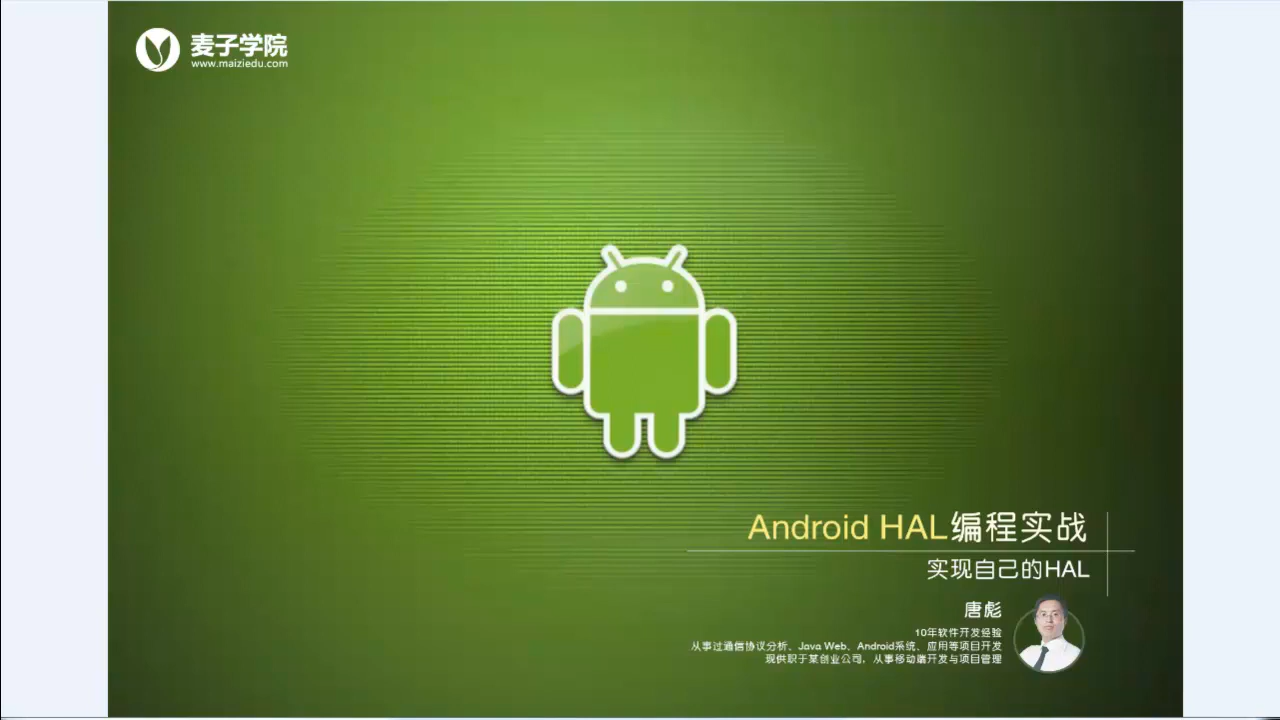 麦子学院
www.maiziedu.com
Android HAL编程实战
实现自己的HAL
唐彪
10年软件开发经验
从事过通信协议分析、Java Web、Android系统、应用等项目开发
现供职于某创业公司，从事移动端开发与项目管理